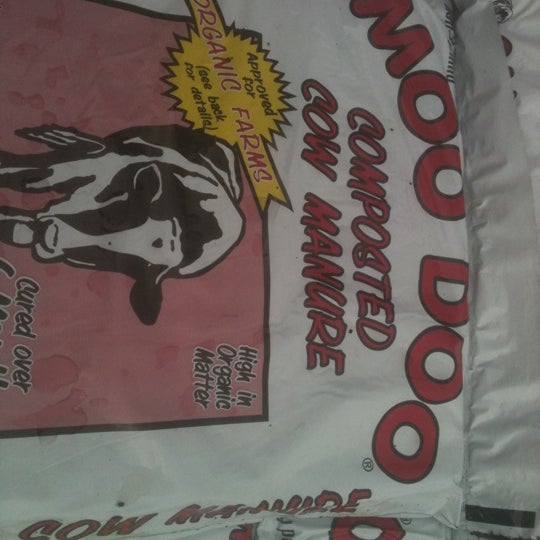 MOO DOO®
COMPOSTED
COW MANURE
Approved
for
ORGANIC FARMS
(see back
for details)
High in
Organic
Matter
cured over
COW MANURE